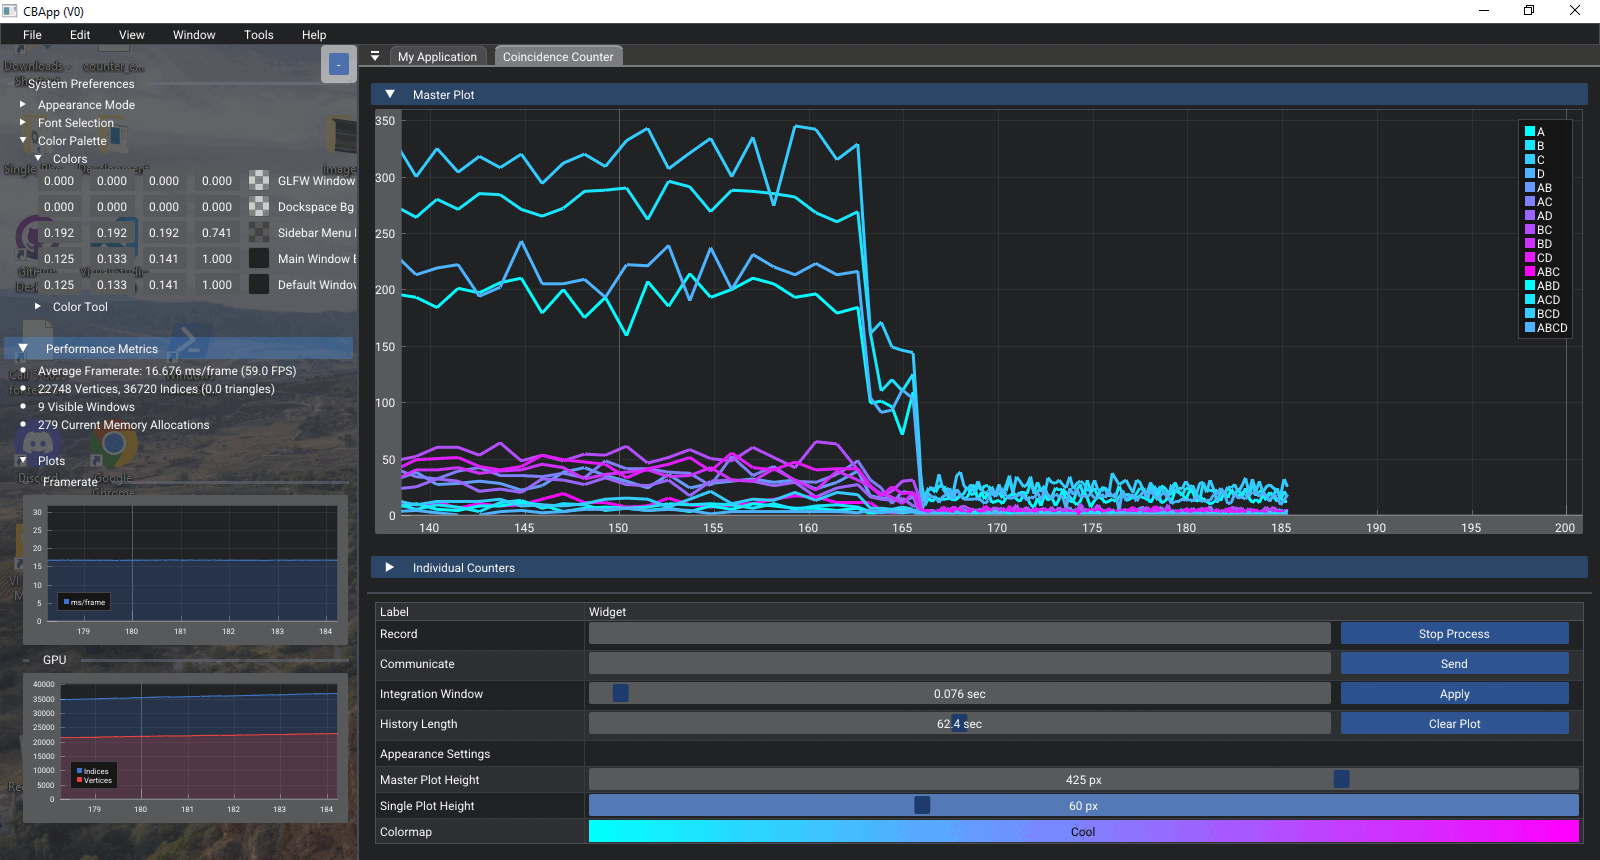 CBApp (V0)
File Edit View Window Tools Help
-
My Application Coincidence Counter
System Preferences
Appearance Mode
Font Selection
Color Palette
Colors
0.000 0.000 0.000 0.000 GLFW Window
0.000 0.000 0.000 0.000 Dockspace Bg
0.192 0.192 0.192 0.741 Sidebar Menu
0.125 0.133 0.141 1.000 Main Window
0.125 0.133 0.141 1.000 Default Window
Color Tool
Performance Metrics
Average Framerate: 16.676 ms/frame (59.0 FPS)
22748 Vertices, 36720 Indices (0.0 triangles)
9 Visible Windows
279 Current Memory Allocations
Plots
Framerate
30
25
20
15
10
5
0
ms/frame
179 180 181 182 183 184
GPU
40000
35000
30000
25000
20000
15000
10000
5000
0
Indices
Vertices
179 180 181 182 183 184
Master Plot
350
300
250
200
150
100
50
0
140 145 150 155 160 165 170 175 180 185 190 195 200
A
B
C
D
AB
AC
AD
BC
BD
CD
ABC
ABD
ACD
BCD
ABCD
Individual Counters
Label Widget
Record Stop Process
Communicate Send
Integration Window 0.076 sec Apply
History Length 62.4 sec Clear Plot
Appearance Settings
Master Plot Height 425 px
Single Plot Height 60 px
Colormap Cool